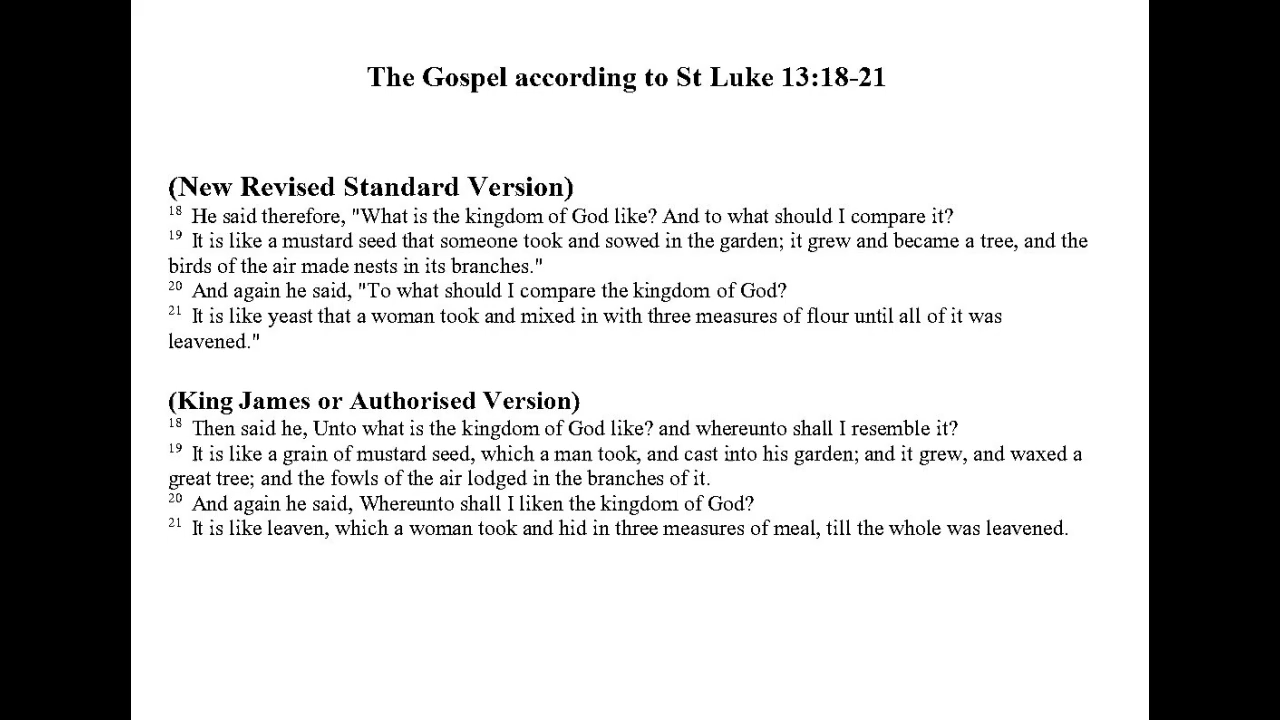 The Gospel according to St Luke 13:18-21
(New Revised Standard Version)
18 He said therefore, "What is the kingdom of God like? And to what should I compare it?
19 It is like a mustard seed that someone took and sowed in the garden; it grew and became a tree, and the
birds of the air made nests in its branches."
20 And again he said, "To what should I compare the kingdom of God?
21 It is like yeast that a woman took and mixed in with three measures of flour until all of it was
leavened."
(King James or Authorised Version)
18 Then said he, Unto what is the kingdom of God like? and whereunto shall I resemble it?
19 It is like a grain of mustard seed, which a man took, and cast into his garden; and it grew, and waxed a
great tree; and the fowls of the air lodged in the branches of it.
20 And again he said, Whereunto shall I liken the kingdom of God?
21 It is like leaven, which a woman took and hid in three measures of meal, till the whole was leavened.